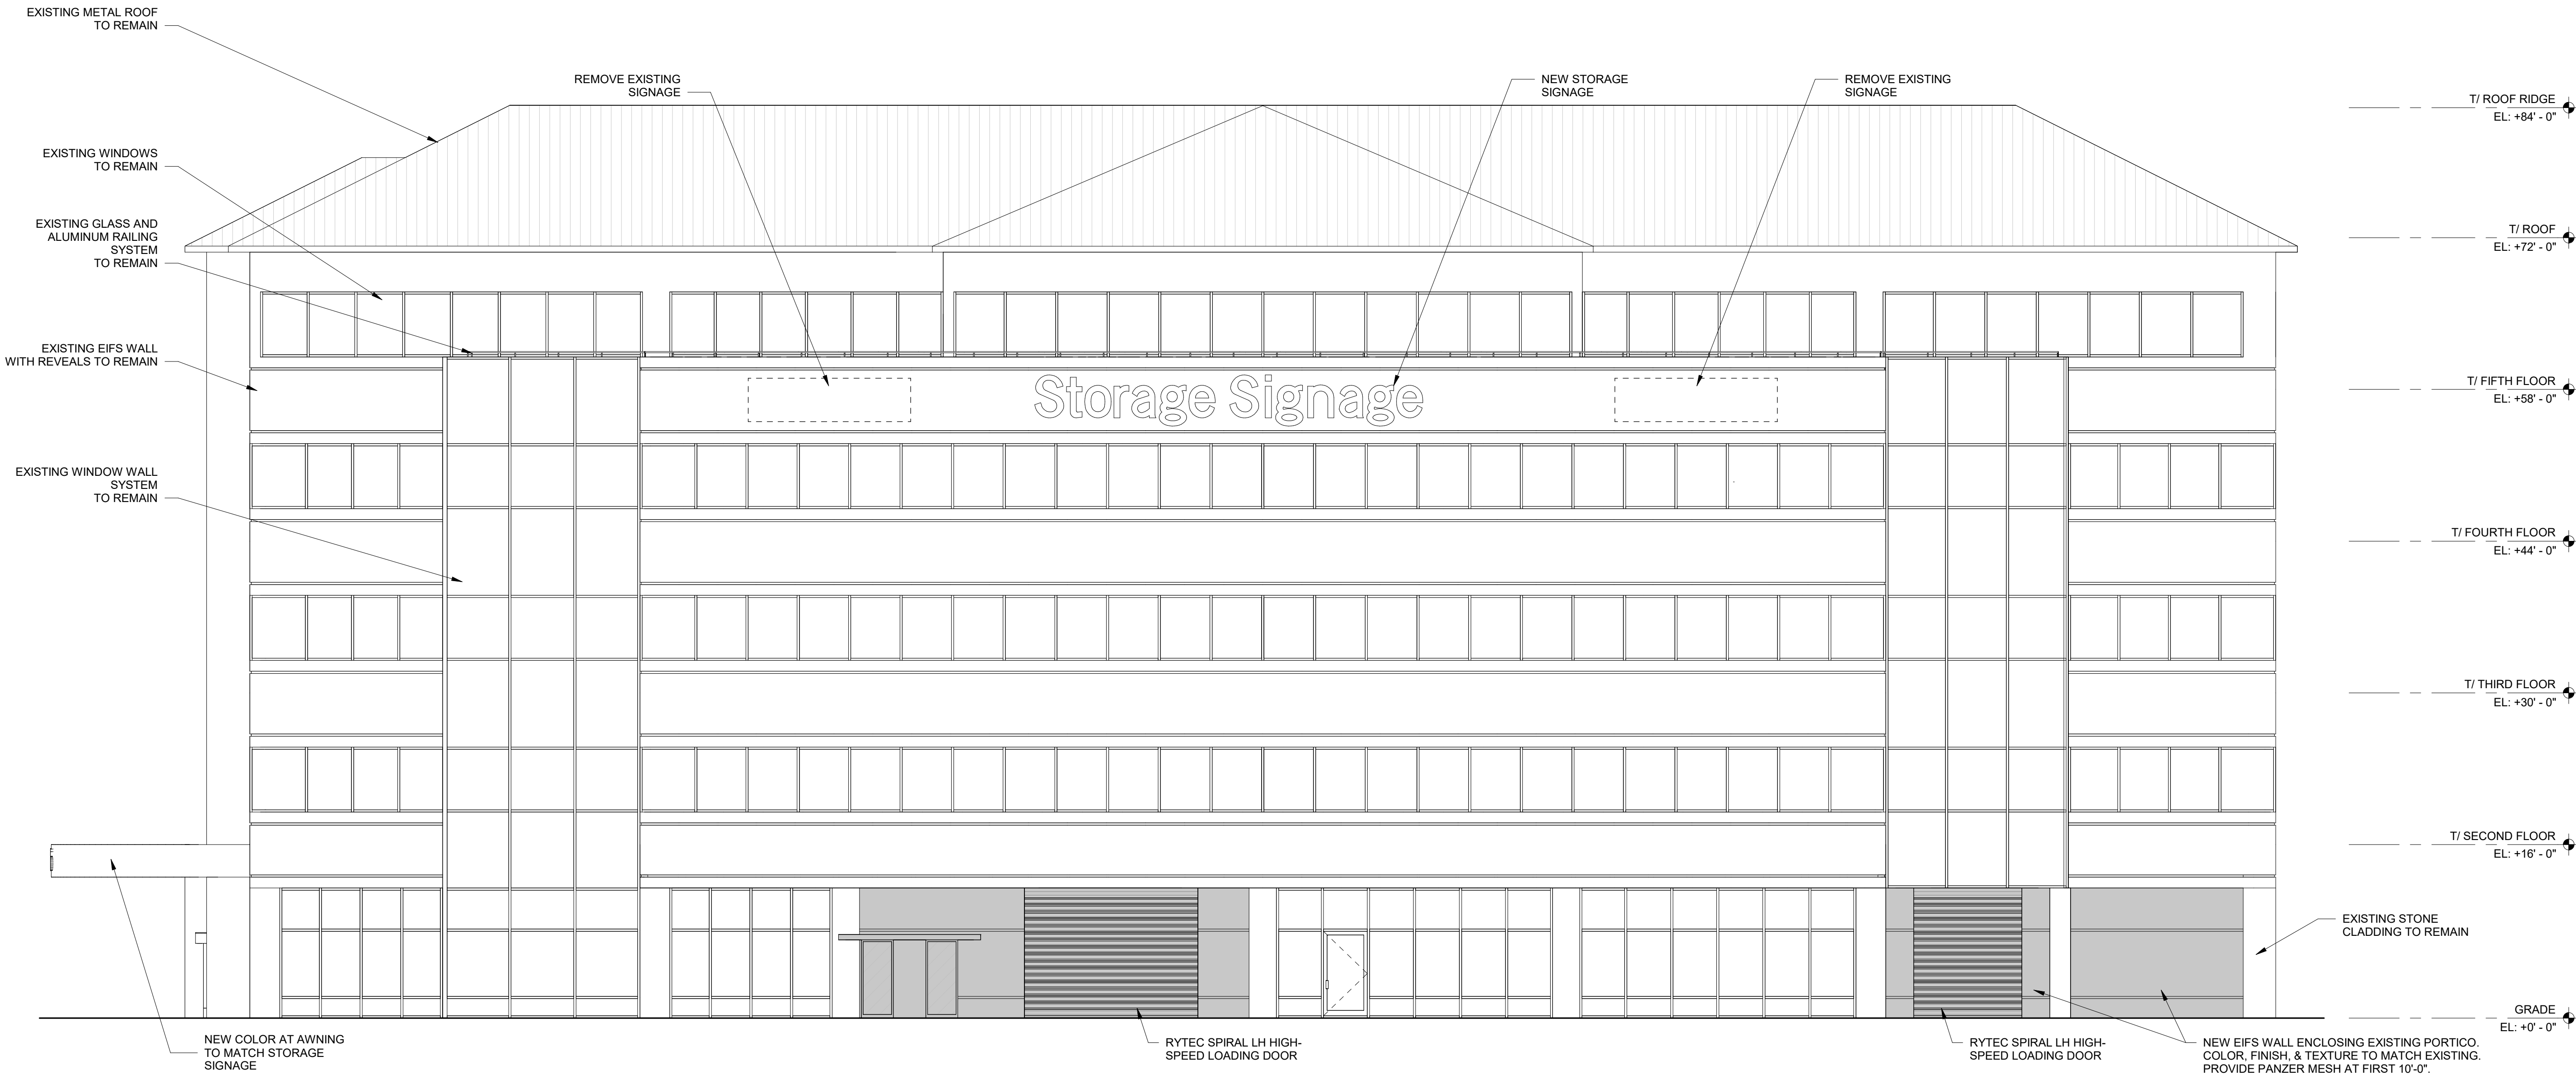 EXISTING METAL ROOF
TO REMAIN
REMOVE EXISTING
SIGNAGE
NEW STORAGE
SIGNAGE
REMOVE EXISTING
SIGNAGE
T/ ROOF RIDGE
EL: +84' - 0"
EXISTING WINDOWS
TO REMAIN
EXISTING GLASS AND
ALUMINUM RAILING
SYSTEM
TO REMAIN
T/ ROOF
EL: +72' - 0"
EXISTING EIFS WALL
WITH REVEALS TO REMAIN
Storage Signage
T/ FIFTH FLOOR
EL: +58' - 0"
EXISTING WINDOW WALL
SYSTEM
TO REMAIN
T/ FOURTH FLOOR
EL: +44' - 0"
T/ THIRD FLOOR
EL: +30' - 0"
T/ SECOND FLOOR
EL: +16' - 0"
EXISTING STONE
CLADDING TO REMAIN
GRADE
EL: +0' - 0"
NEW COLOR AT AWNING
TO MATCH STORAGE
SIGNAGE
RYTEC SPIRAL LH HIGH-
SPEED LOADING DOOR
RYTEC SPIRAL LH HIGH-
SPEED LOADING DOOR
NEW EIFS WALL ENCLOSING EXISTING PORTICO.
COLOR, FINISH, & TEXTURE TO MATCH EXISTING.
PROVIDE PANZER MESH AT FIRST 10'-0".